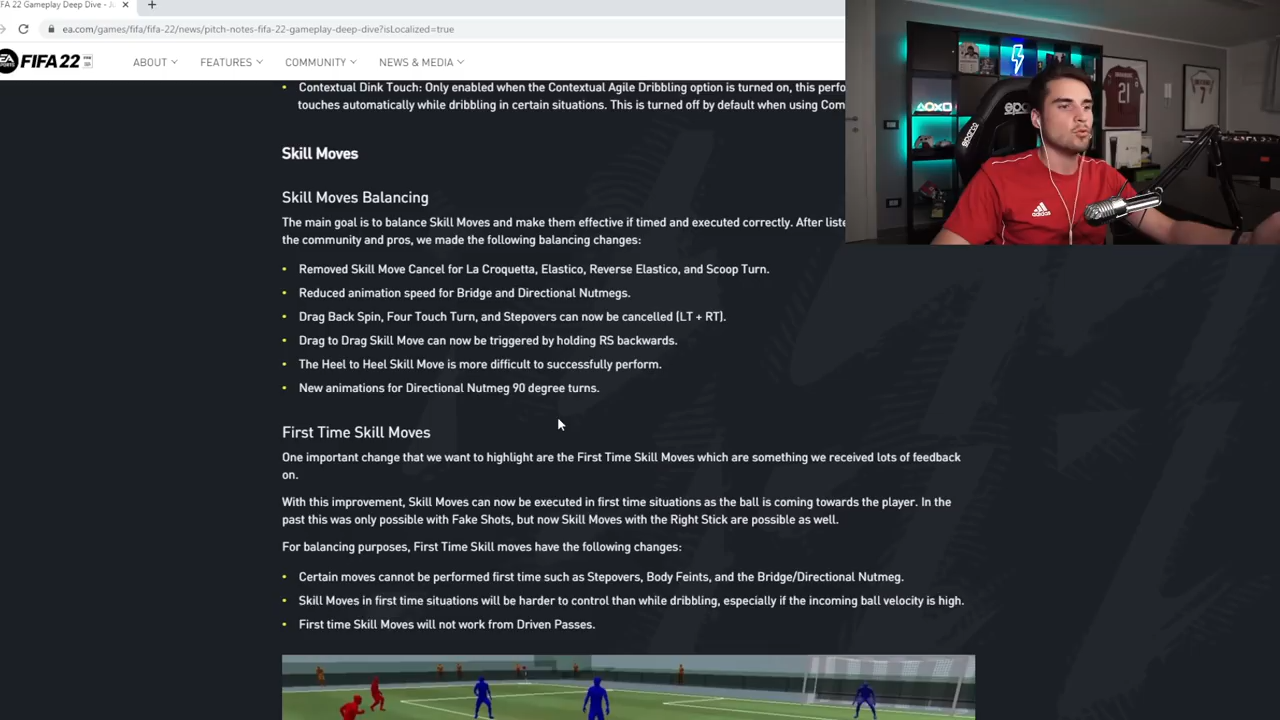 FA 22 Gameplay Deep Dive -
ea.com/games/fifa/fifa-22/news/pitch-notes-fifa-22-gameplay-deep-dive?isLocalized=true
EA SPORTS FIFA 22 ABOUT FEATURES COMMUNITY NEWS & MEDIA
• Contextual Dink Touch: Only enabled when the Contextual Agile Dribbling option is turned on, this perfo
touches automatically while dribbling in certain situations. This is turned off by default when using Com
Skill Moves
Skill Moves Balancing
The main goal is to balance Skill Moves and make them effective if timed and executed correctly. After liste
the community and pros, we made the following balancing changes:
• Removed Skill Move Cancel for La Croquetta, Elastico, Reverse Elastico, and Scoop Turn.
• Reduced animation speed for Bridge and Directional Nutmegs.
• Drag Back Spin, Four Touch Turn, and Stepovers can now be cancelled (LT + RT).
• Drag to Drag Skill Move can now be triggered by holding RS backwards.
• The Heel to Heel Skill Move is more difficult to successfully perform.
• New animations for Directional Nutmeg 90 degree turns.
First Time Skill Moves
One important change that we want to highlight are the First Time Skill Moves which are something we received lots of feedback
on.
With this improvement, Skill Moves can now be executed in first time situations as the ball is coming towards the player. In the
past this was only possible with Fake Shots, but now Skill Moves with the Right Stick are possible as well.
For balancing purposes, First Time Skill moves have the following changes:
• Certain moves cannot be performed first time such as Stepovers, Body Feints, and the Bridge/Directional Nutmeg.
• Skill Moves in first time situations will be harder to control than while dribbling, especially if the incoming ball velocity is high.
• First time Skill Moves will not work from Driven Passes.
21
7